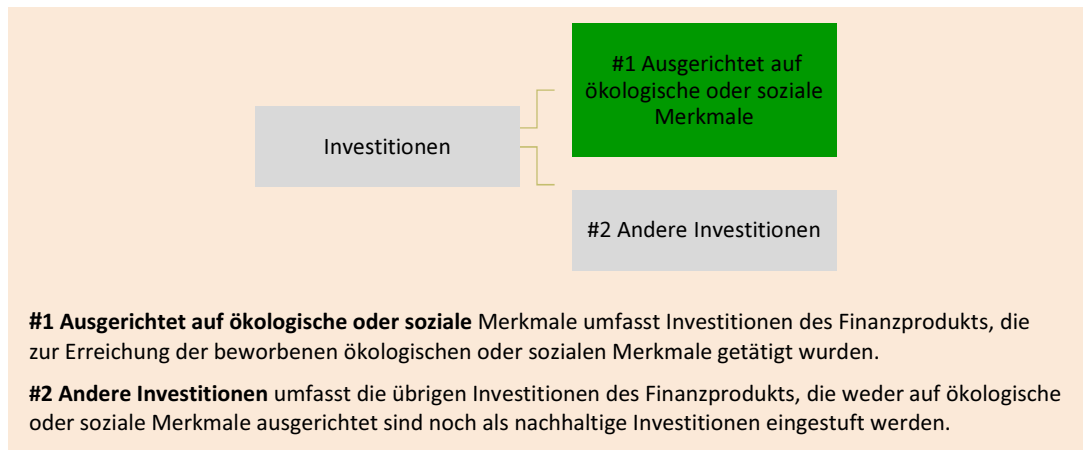 #1 Ausgerichtet auf
ökologische oder soziale
Merkmale
Investitionen
#2 Andere Investitionen
#1 Ausgerichtet auf ökologische oder soziale Merkmale umfasst Investitionen des Finanzprodukts, die
zur Erreichung der beworbenen ökologischen oder sozialen Merkmale getätigt wurden.
#2 Andere Investitionen umfasst die übrigen Investitionen des Finanzprodukts, die weder auf ökologische
oder soziale Merkmale ausgerichtet sind noch als nachhaltige Investitionen eingestuft werden.